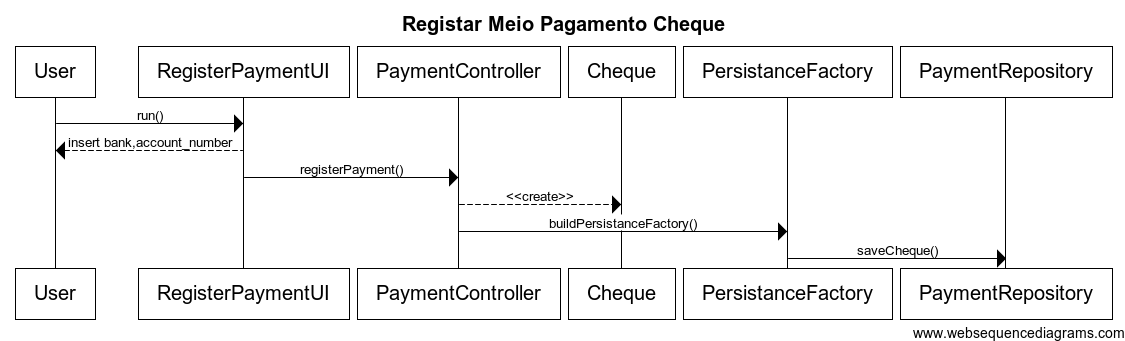 Registar Meio Pagamento Cheque
User RegisterPaymentUI PaymentController Cheque PersistanceFactory PaymentRepository
run()
insert bank,account_number
registerPayment()
<<create>>
buildPersistanceFactory()
saveCheque()
User RegisterPaymentUI PaymentController Cheque PersistanceFactory PaymentRepository
www.websequencediagrams.com